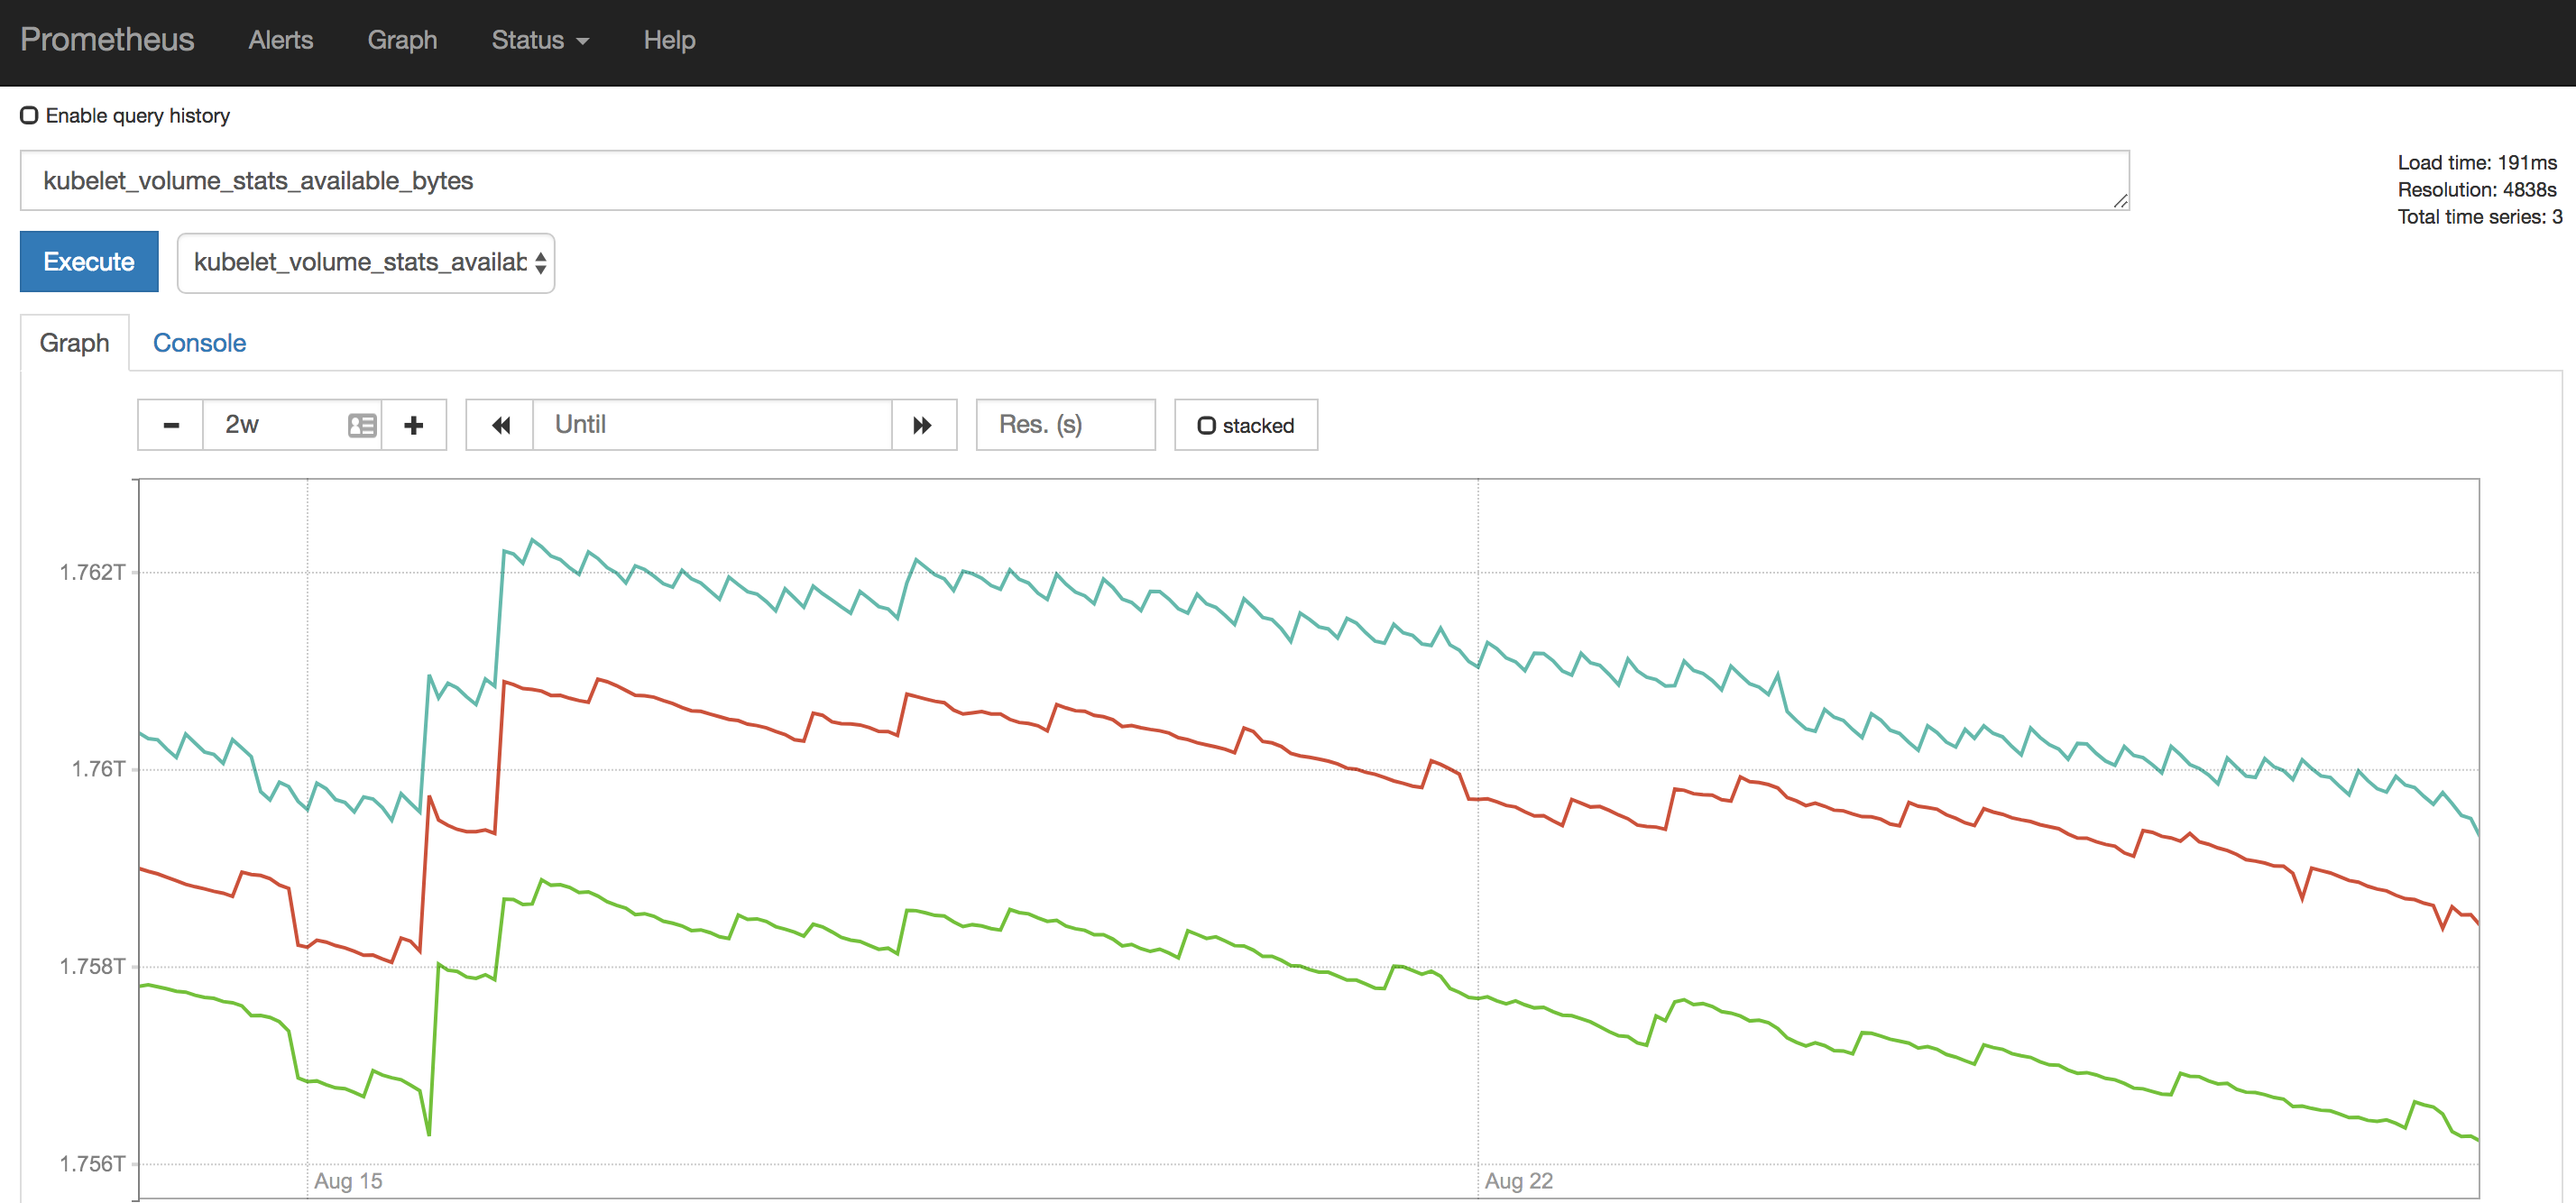 Prometheus Alerts Graph Status Help
Enable query history
kubelet_volume_stats_available_bytes
Load time: 191ms
Resolution: 4838s
Total time series: 3
Execute kubelet_volume_stats_availab
Graph Console
2w Until Res. (s) stacked
1.762T
1.76T
1.758T
1.756T
Aug 15 Aug 22